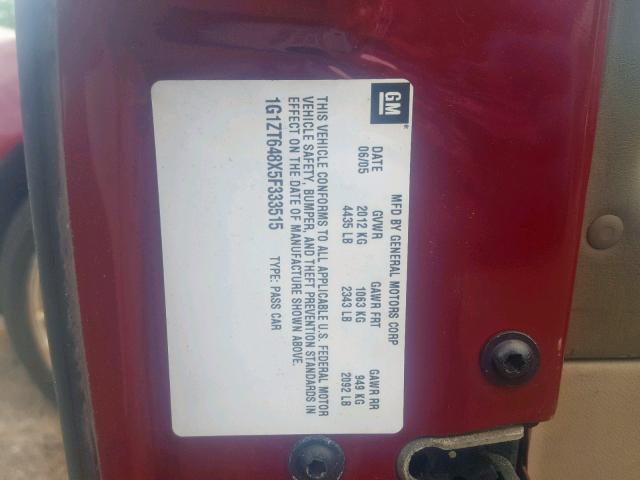 GM
MFD BY GENERAL MOTORS CORP
DATE GVWR GAWR FRT GAWR RR
06/05 2012 KG 1063 KG 949 KG
4435 LB 2343 LB 2092 LB
THIS VEHICLE CONFORMS TO ALL APPLICABLE U.S. FEDERAL MOTOR
VEHICLE SAFETY, BUMPER, AND THEFT PREVENTION STANDARDS IN
EFFECT ON THE DATE OF MANUFACTURE SHOWN ABOVE.
1G1ZT648X5F333515 TYPE: PASS CAR